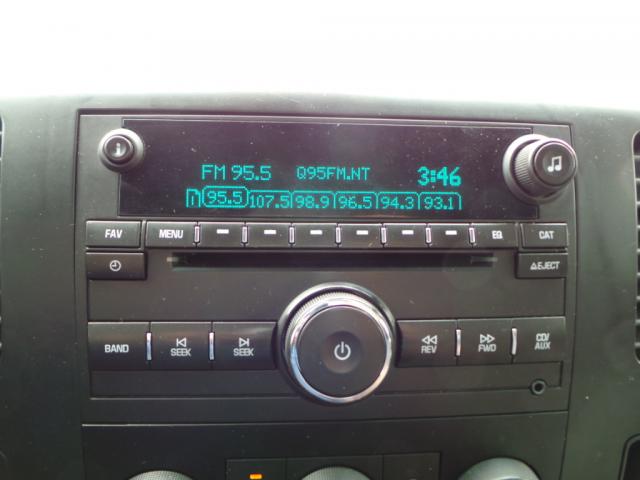 FM 95.5 Q95FM.NT 3:46
95.5 107.5 98.9 96.5 94.3 93.1
FAV MENU EQ CAT
EJECT
BAND SEEK SEEK REV FWD CD/AUX